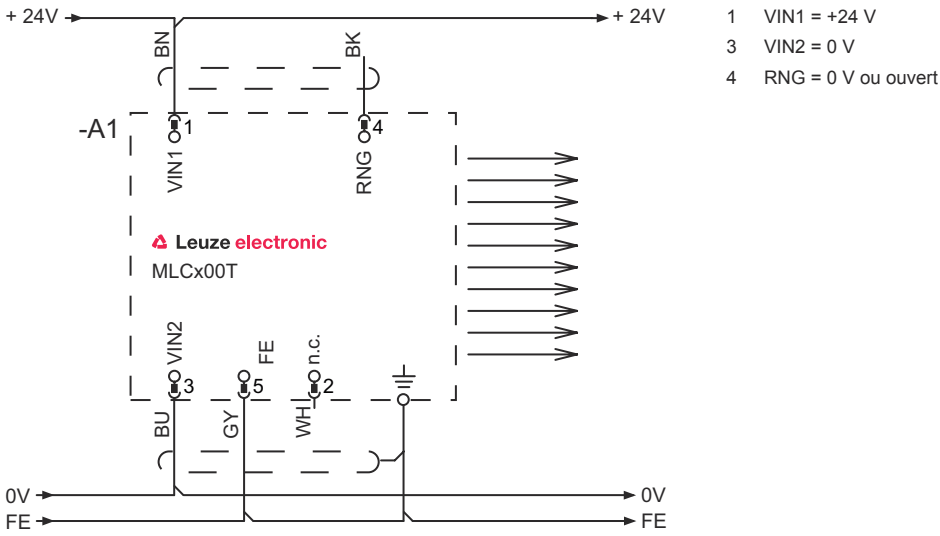 + 24V
+ 24V
1 VIN1 = +24 V
3 VIN2 = 0 V
4 RNG = 0 V ou ouvert
BN
BK
-A1
1
4
VIN1
RNG
Leuze electronic
MLCx00T
VIN2
FE
n.c.
3
5
2
BU
GY
WH
0V
0V
FE
FE